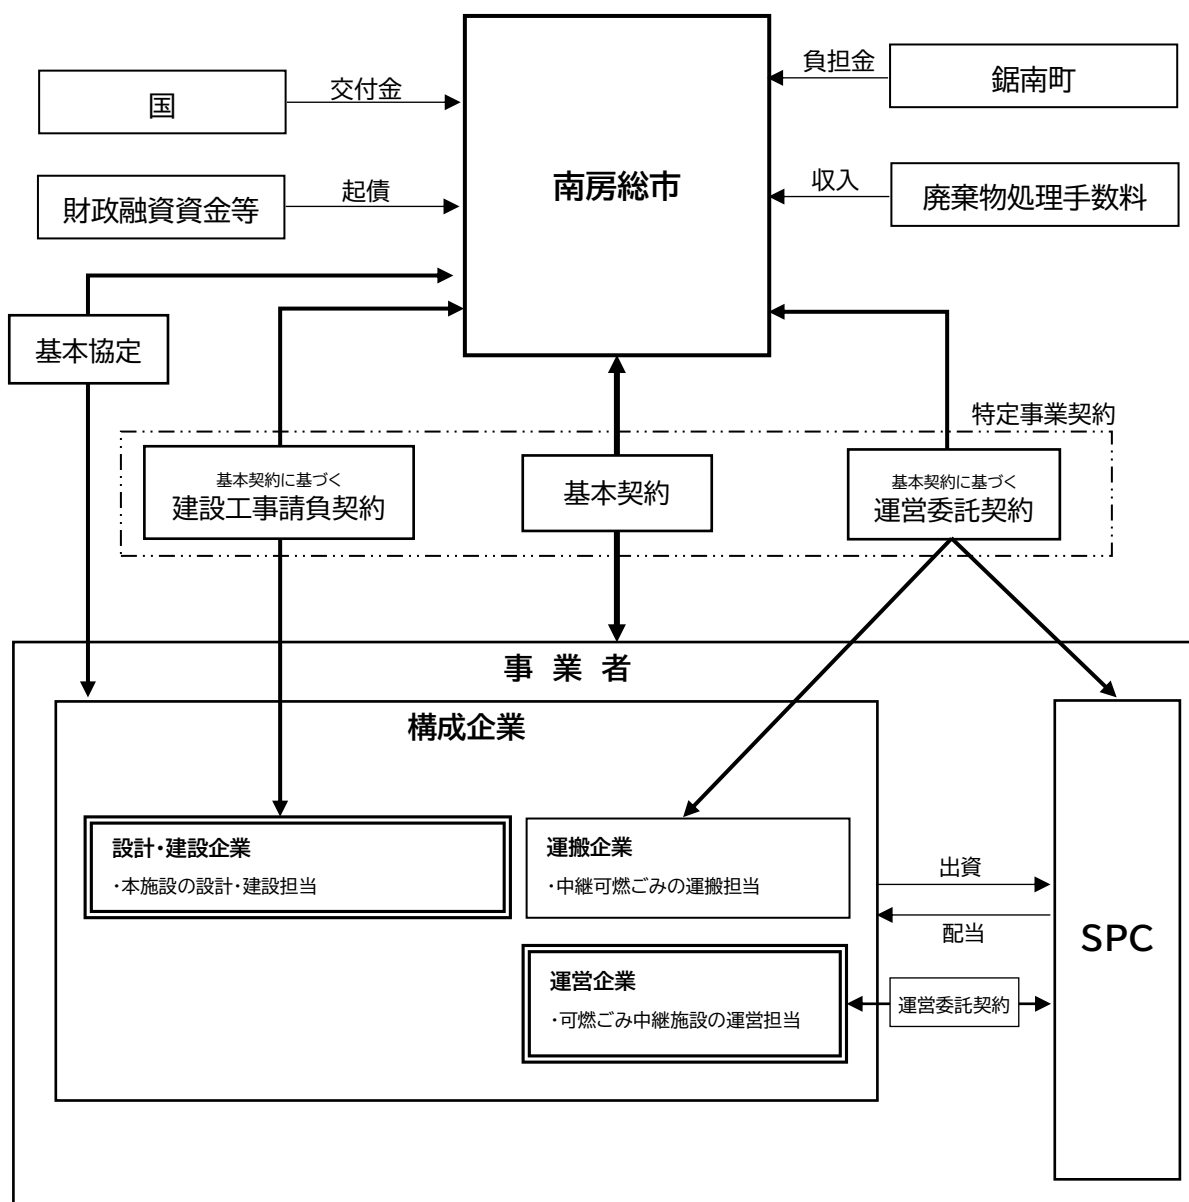 国
交付金
財政融資資金等
起債
南房総市
負担金
鋸南町
収入
廃棄物処理手数料
基本協定
特定事業契約
基本契約に基づく
建設工事請負契約
基本契約
基本契約に基づく
運営委託契約
事 業 者
構成企業
設計・建設企業
・本施設の設計・建設担当
運搬企業
・中継可燃ごみの運搬担当
運営企業
・可燃ごみ中継施設の運営担当
出資
配当
運営委託契約
SPC